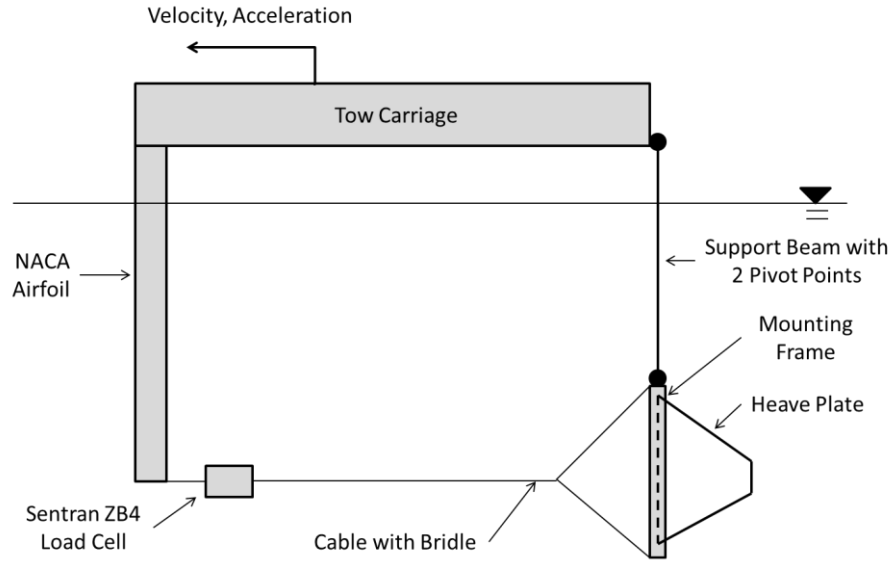 Velocity, Acceleration
Tow Carriage
NACA
Airfoil
Support Beam with
2 Pivot Points
Mounting
Frame
Heave Plate
Sentran ZB4
Load Cell
Cable with Bridle